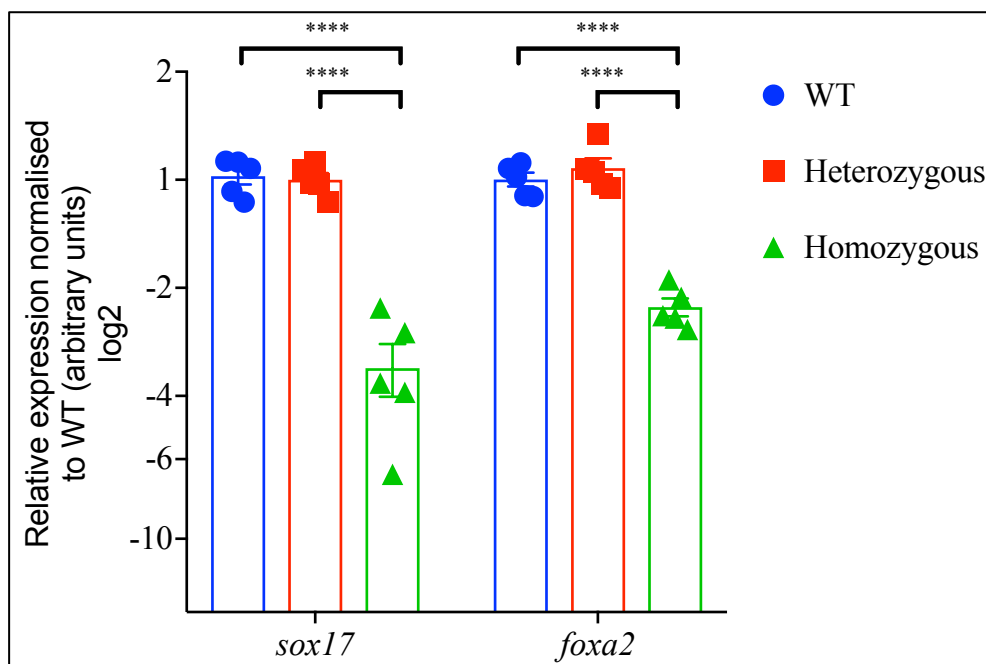 ****
****
****
****
2
1
-2
-4
-6
-10
Relative expression normalised
to WT (arbitrary units)
log2
WT
Heterozygous
Homozygous
sox17
foxa2